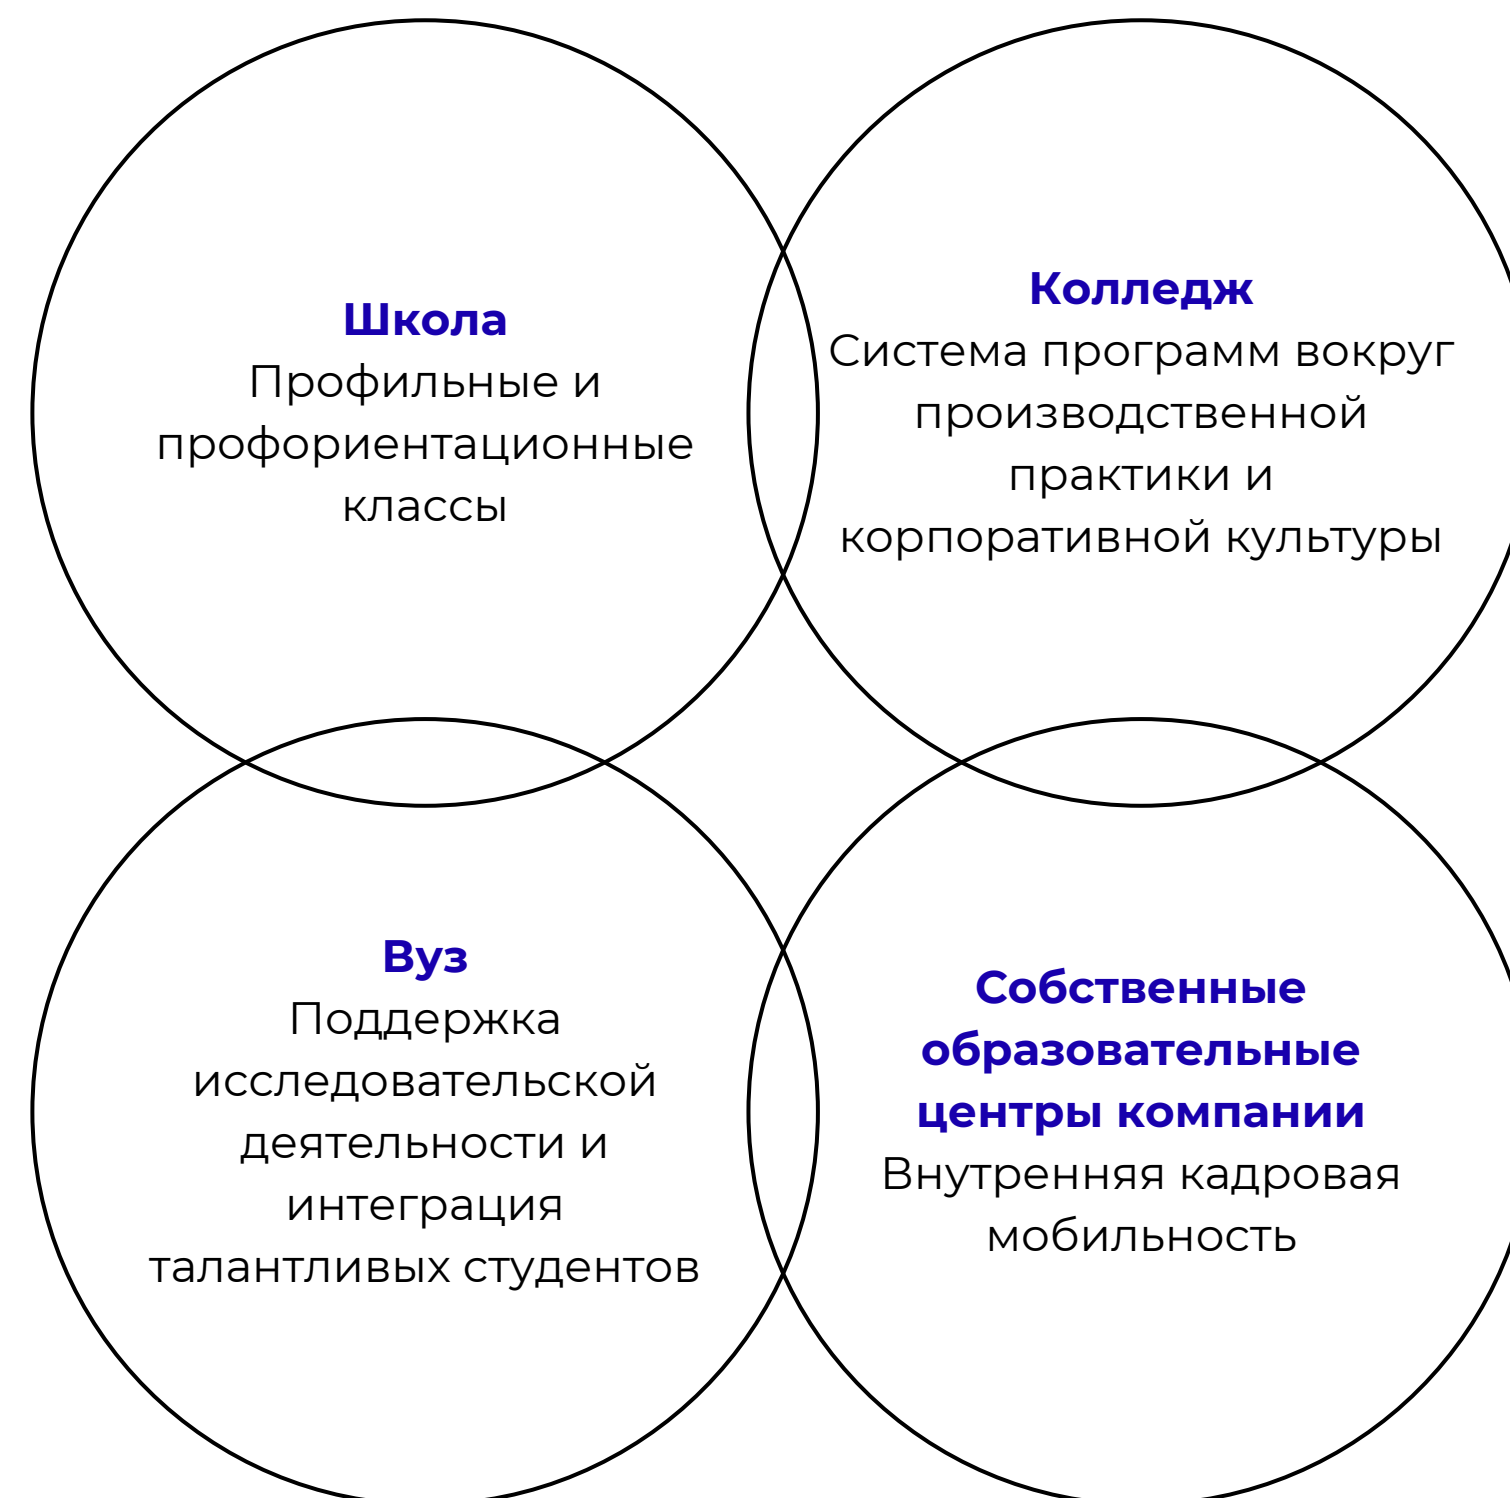 Школа
Профильные и
профориентационные
классы
Колледж
Система программ вокруг
производственной
практики и
корпоративной культуры
Вуз
Поддержка
исследовательской
деятельности и
интеграция
талантливых студентов
Собственные
образовательные
центры компании
Внутренняя кадровая
мобильность